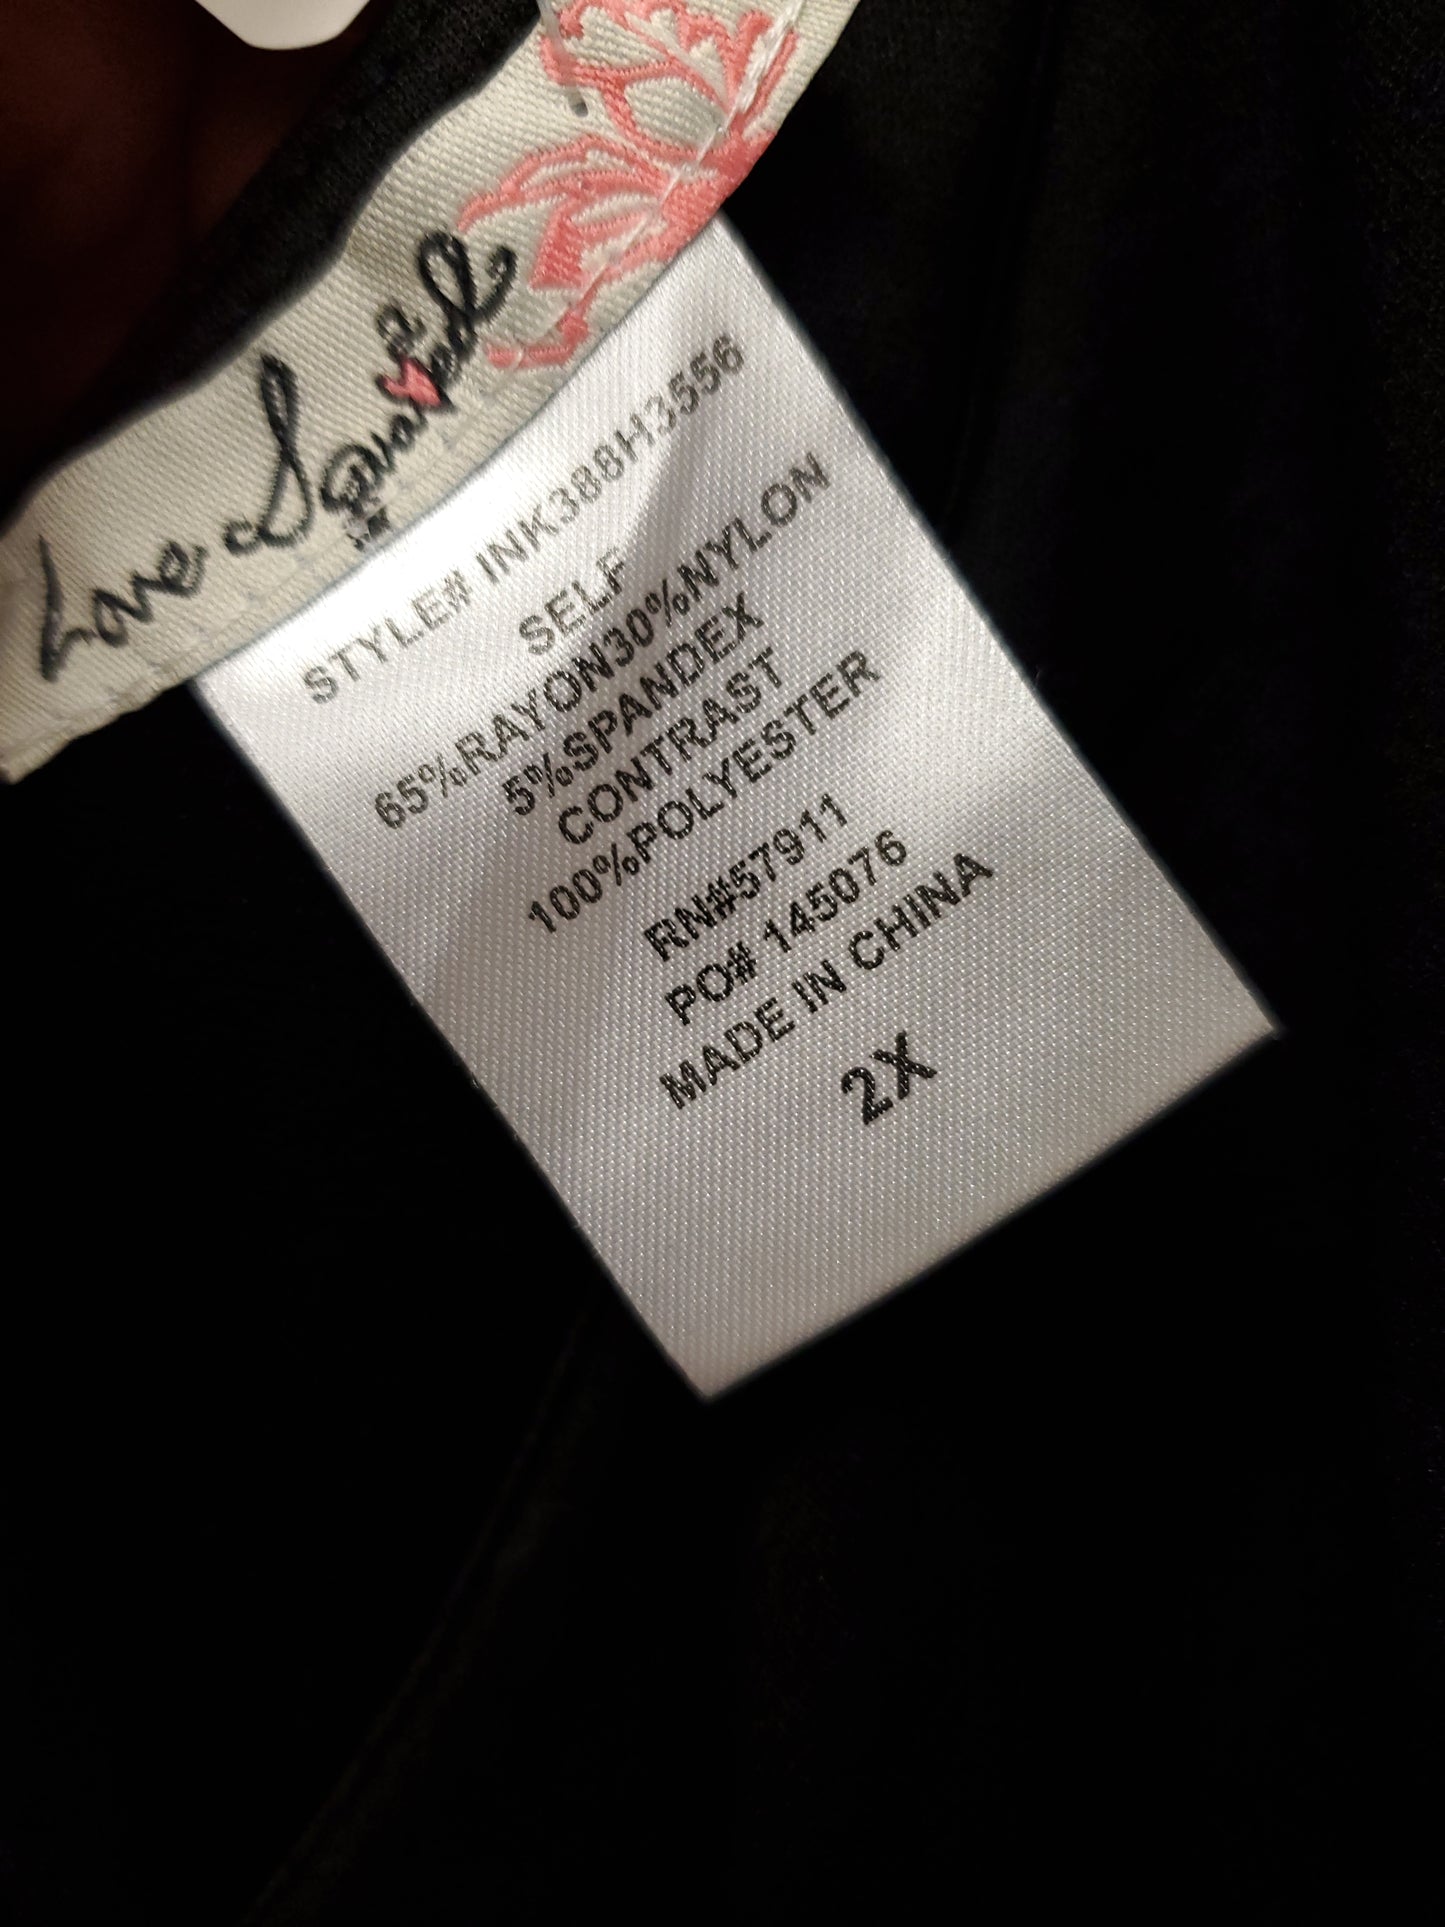 Love Scarlett
STYLE# INK388H3556
SELF
65%RAYON30%NYLON
5%SPANDEX
CONTRAST
100%POLYESTER
RN#57911
PO# 145076
MADE IN CHINA
2X